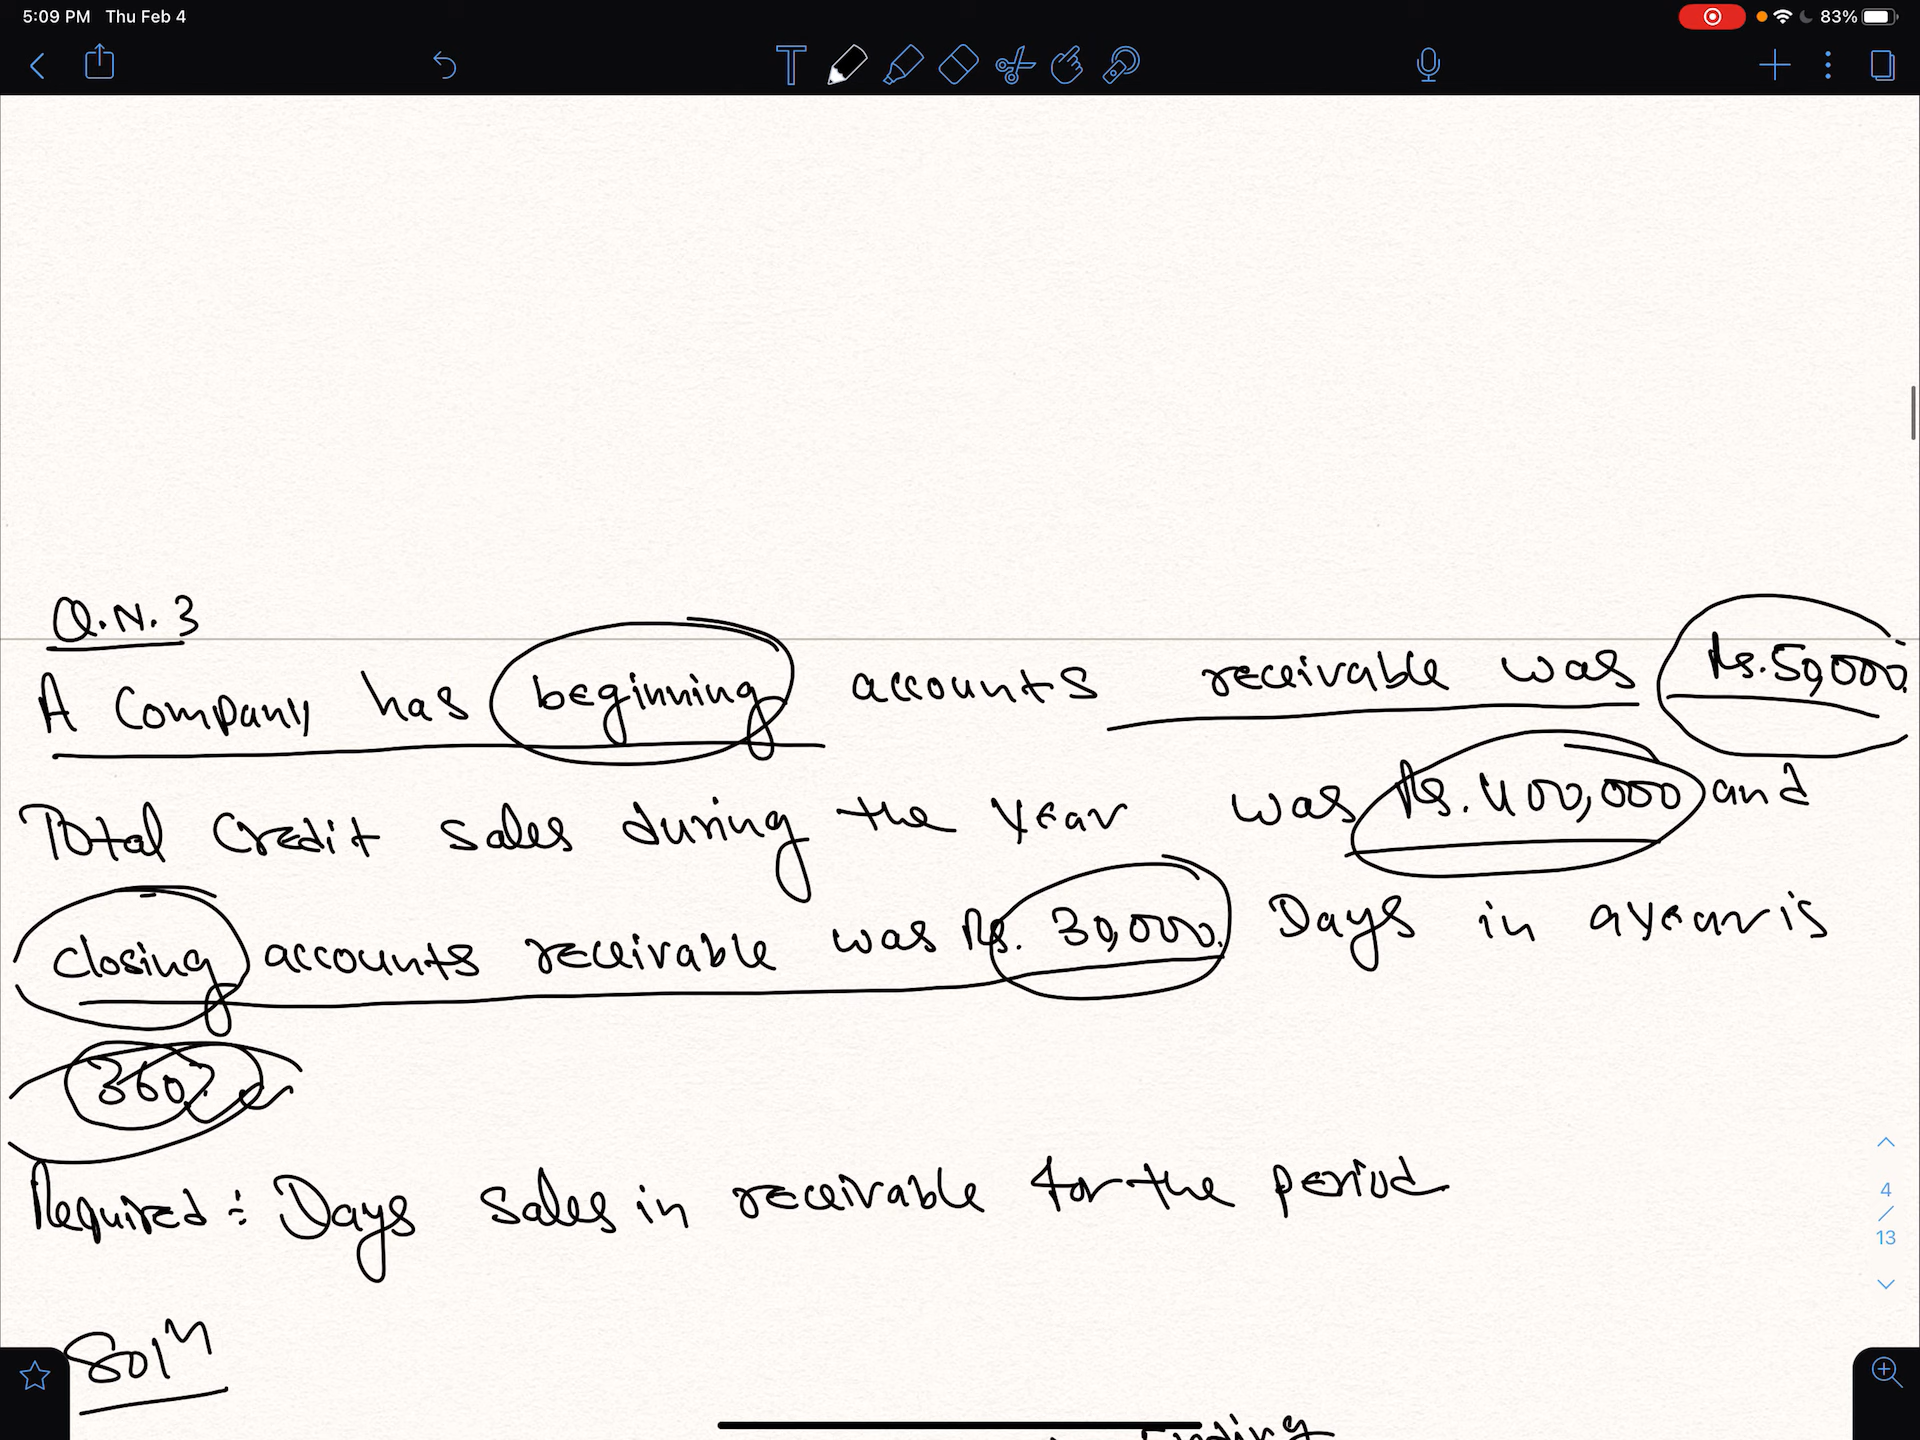 5:09 PM Thu Feb 4
83%
Q.N. 3
A Company has beginning accounts receivable was Rs.50,000.
Total Credit sales during the year was Rs.400,000 and
closing accounts receivable was Rs. 30,000. Days in a year is
360.
Required: Days sales in receivable for the period
4
/
13
Solⁿ
Ending